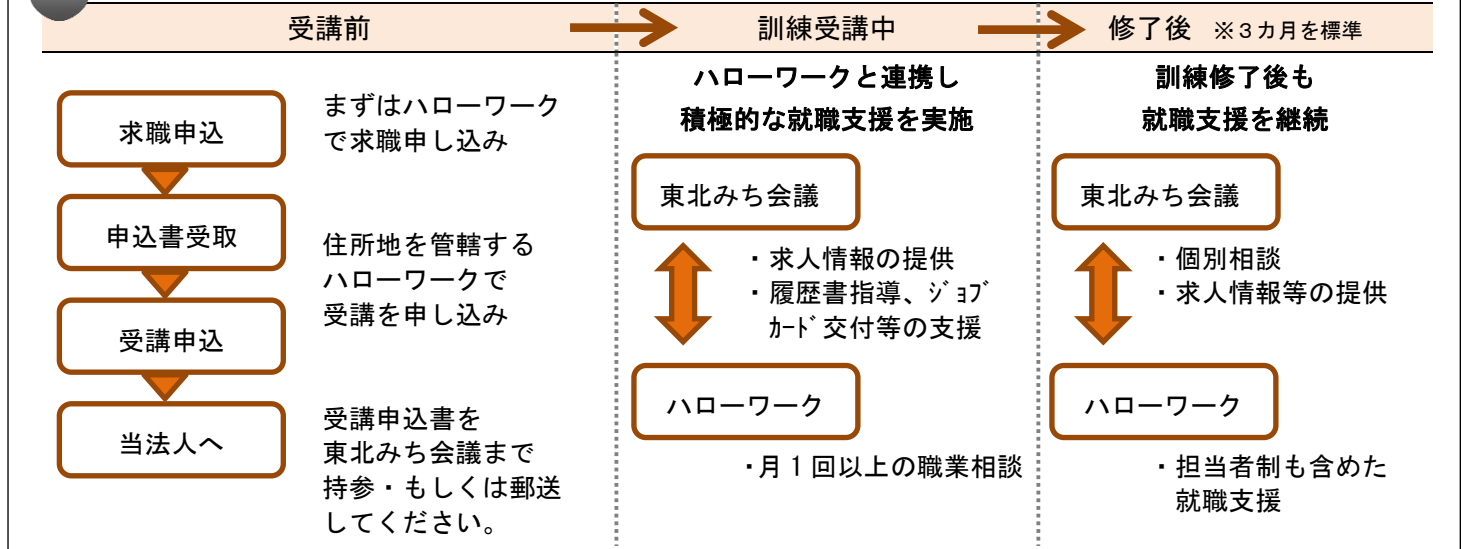 受講前
訓練受講中
修了後 ※3カ月を標準
求職申込
まずはハローワーク
で求職申し込み
申込書受取
住所地を管轄する
ハローワークで
受講を申し込み
受講申込
当法人へ
受講申込書を
東北みち会議まで
持参・もしくは郵送
してください。
ハローワークと連携し
積極的な就職支援を実施
東北みち会議
・求人情報の提供
・履歴書指導、ｼﾞｮﾌﾞ
ｶｰﾄﾞ交付等の支援
ハローワーク
・月1回以上の職業相談
訓練修了後も
就職支援を継続
東北みち会議
・個別相談
・求人情報等の提供
ハローワーク
・担当者制も含めた
就職支援